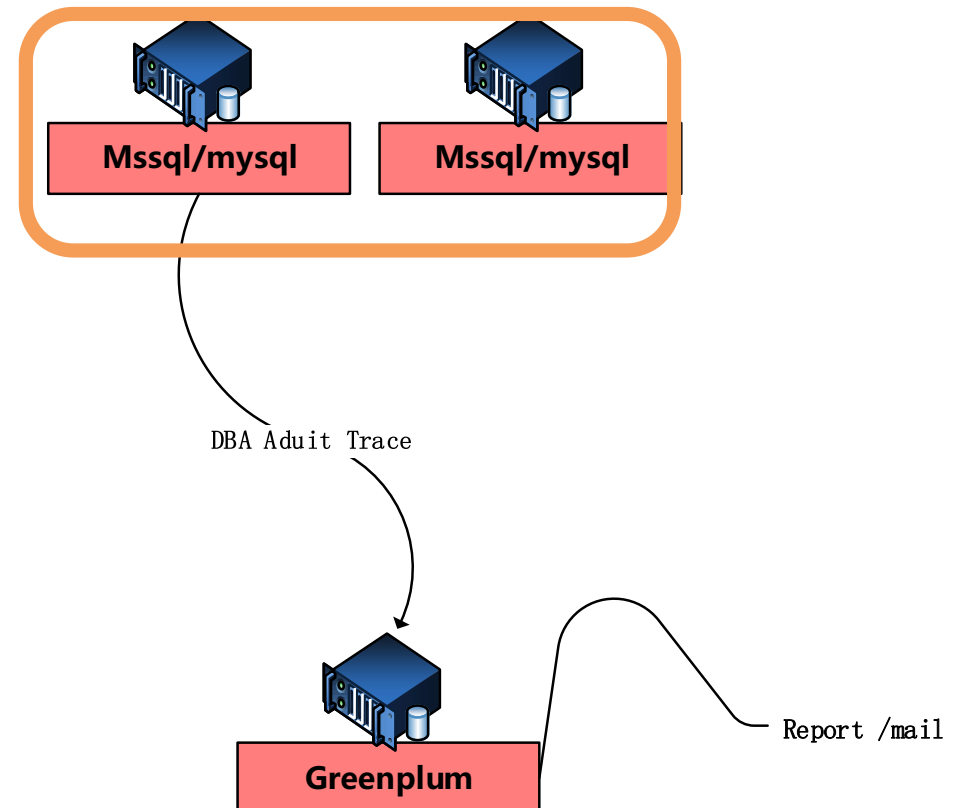 Mssql/mysql
Mssql/mysql
DBA Aduit Trace
Report /mail
Greenplum